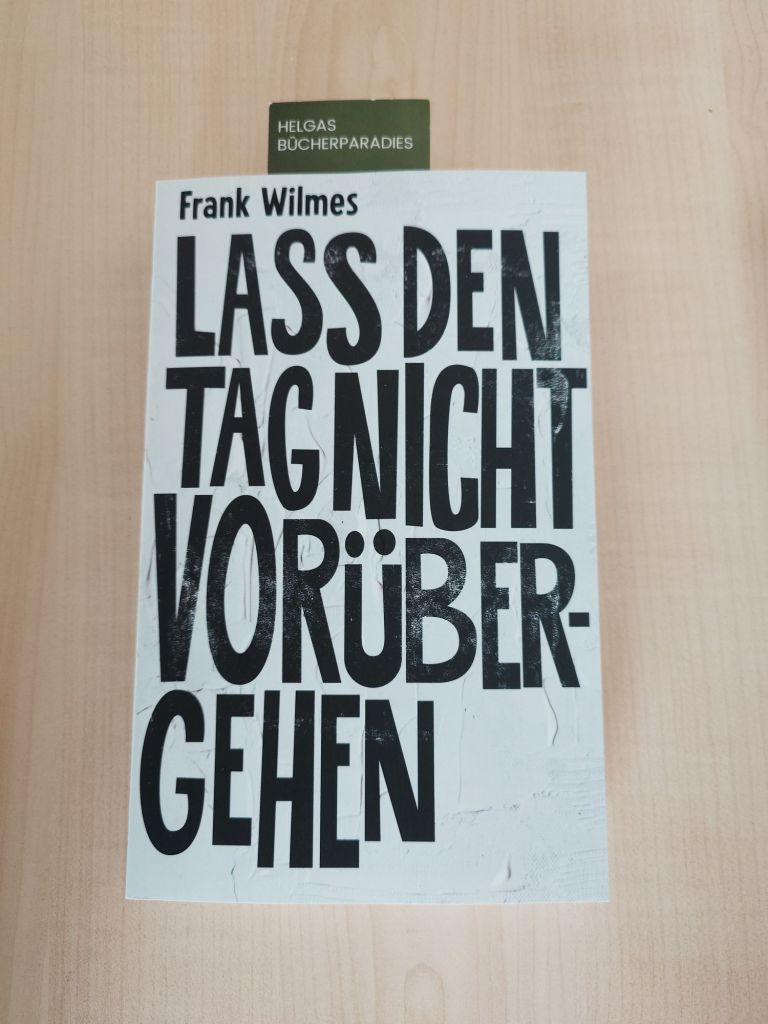 HELGAS
BÜCHERPARADIES
Frank Wilmes
LASS DEN
TAG NICHT
VORÜBER-
GEHEN